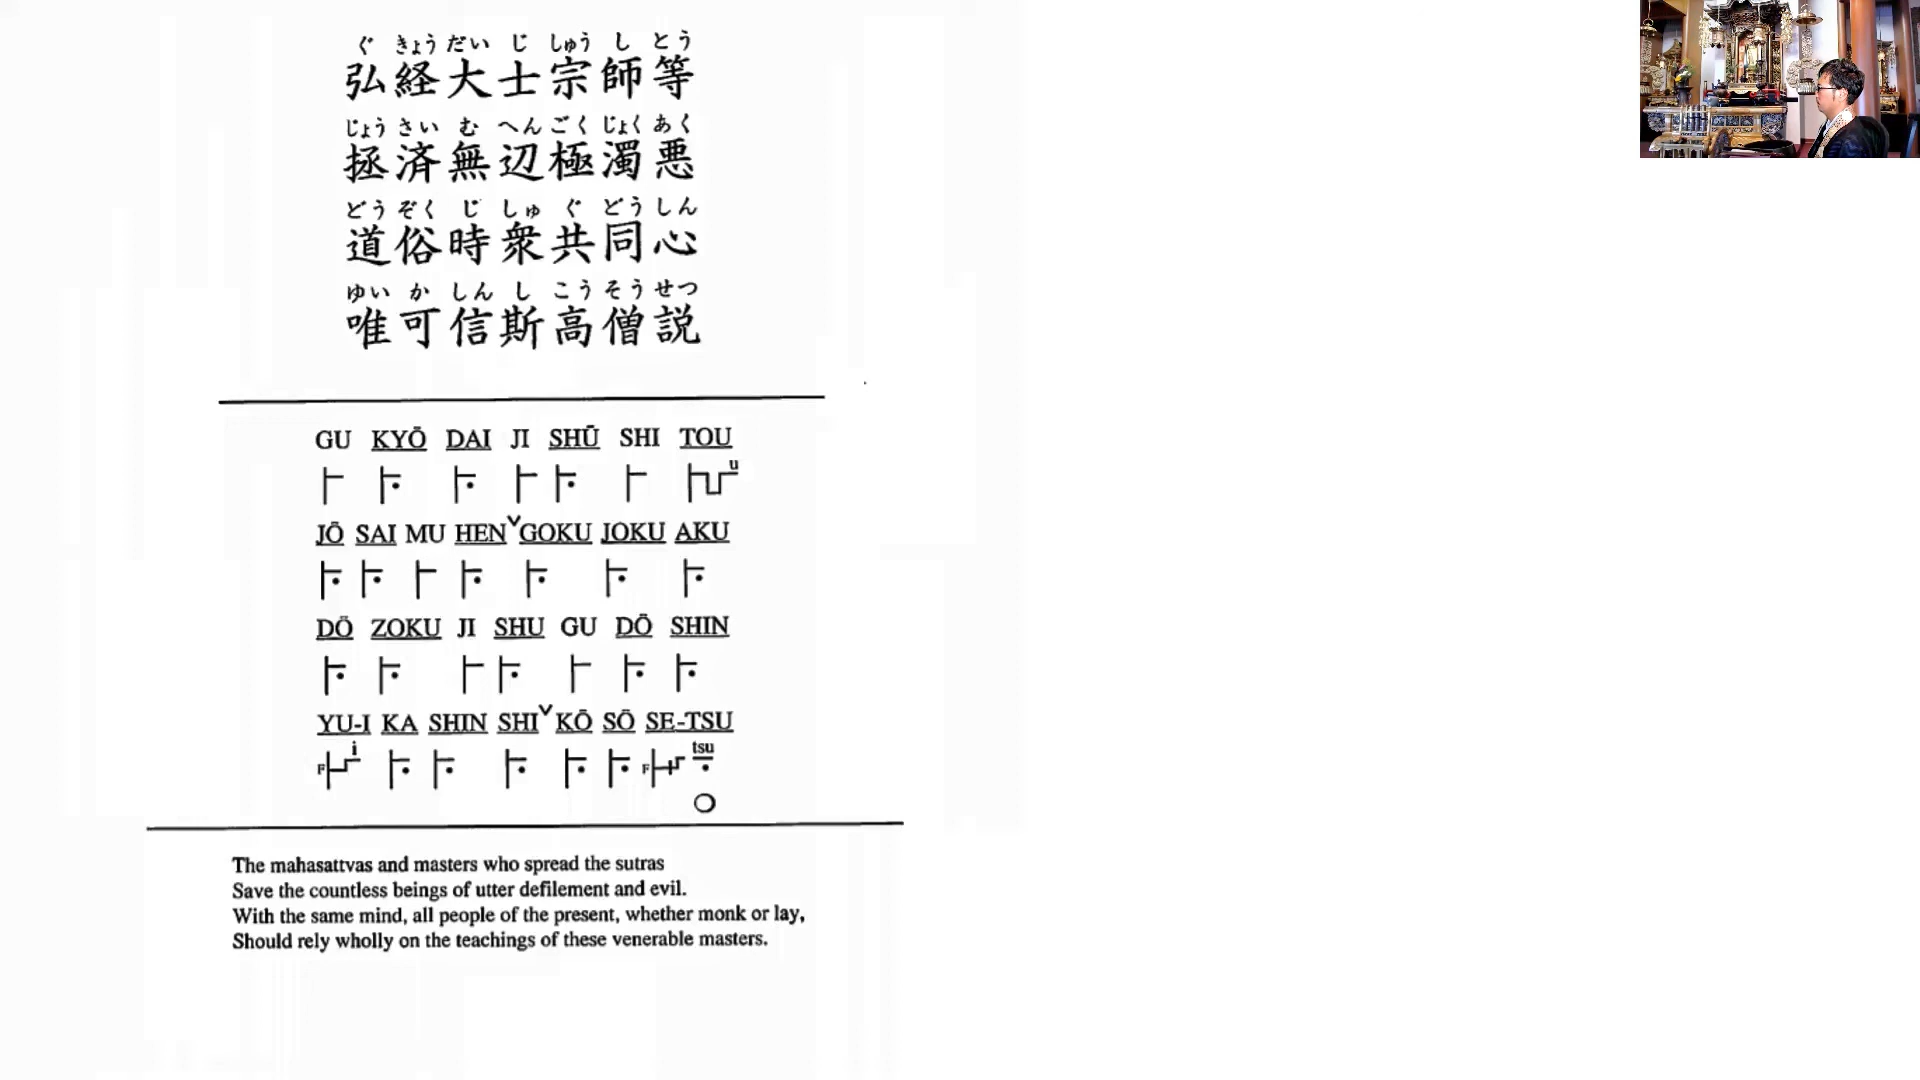 ぐ きょう だい じ しゅう し とう
弘経大士宗師等
じょう さい む へん ごく じょく あく
拯済無辺極濁悪
どう ぞく じ しゅ ぐ どう しん
道俗時衆共同心
ゆい か しん し こう そう せつ
唯可信斯高僧説
GU KYŌ DAI JI SHŪ SHI TOU
u
JŌ SAI MU HEN˅GOKU JOKU AKU
DŌ ZOKU JI SHU GU DŌ SHIN
YU-I KA SHIN SHI˅KŌ SŌ SE-TSU
F i F tsu
The mahasattvas and masters who spread the sutras
Save the countless beings of utter defilement and evil.
With the same mind, all people of the present, whether monk or lay,
Should rely wholly on the teachings of these venerable masters.